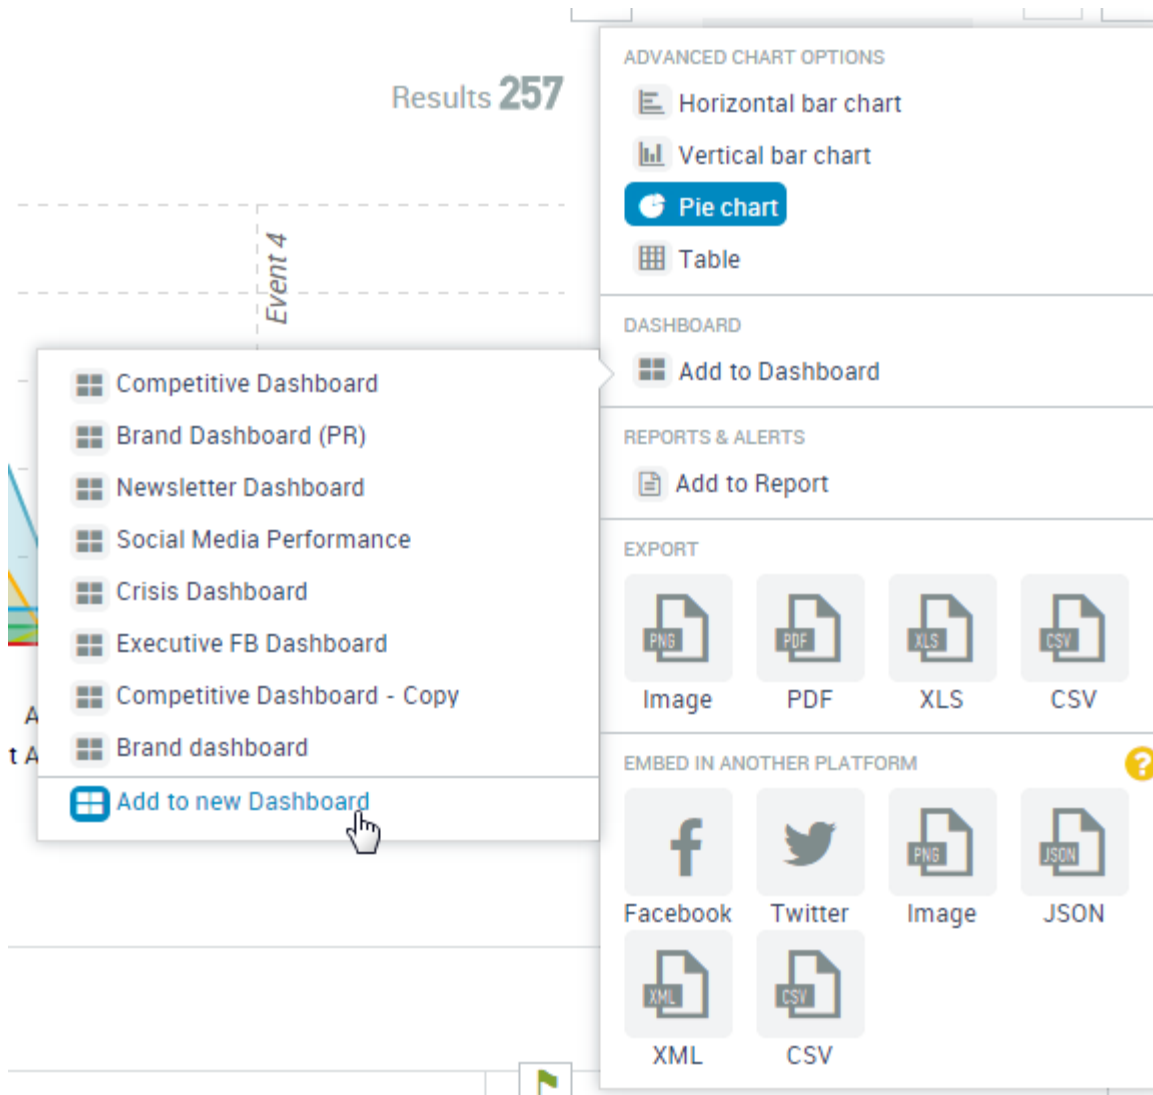 Results 257
Event 4
A
t A
Competitive Dashboard
Brand Dashboard (PR)
Newsletter Dashboard
Social Media Performance
Crisis Dashboard
Executive FB Dashboard
Competitive Dashboard - Copy
Brand dashboard
Add to new Dashboard
ADVANCED CHART OPTIONS
Horizontal bar chart
Vertical bar chart
Pie chart
Table
DASHBOARD
Add to Dashboard
REPORTS & ALERTS
Add to Report
EXPORT
PNG PDF XLS CSV
Image PDF XLS CSV
EMBED IN ANOTHER PLATFORM ?
PNG JSON
Facebook Twitter Image JSON
XML CSV
XML CSV